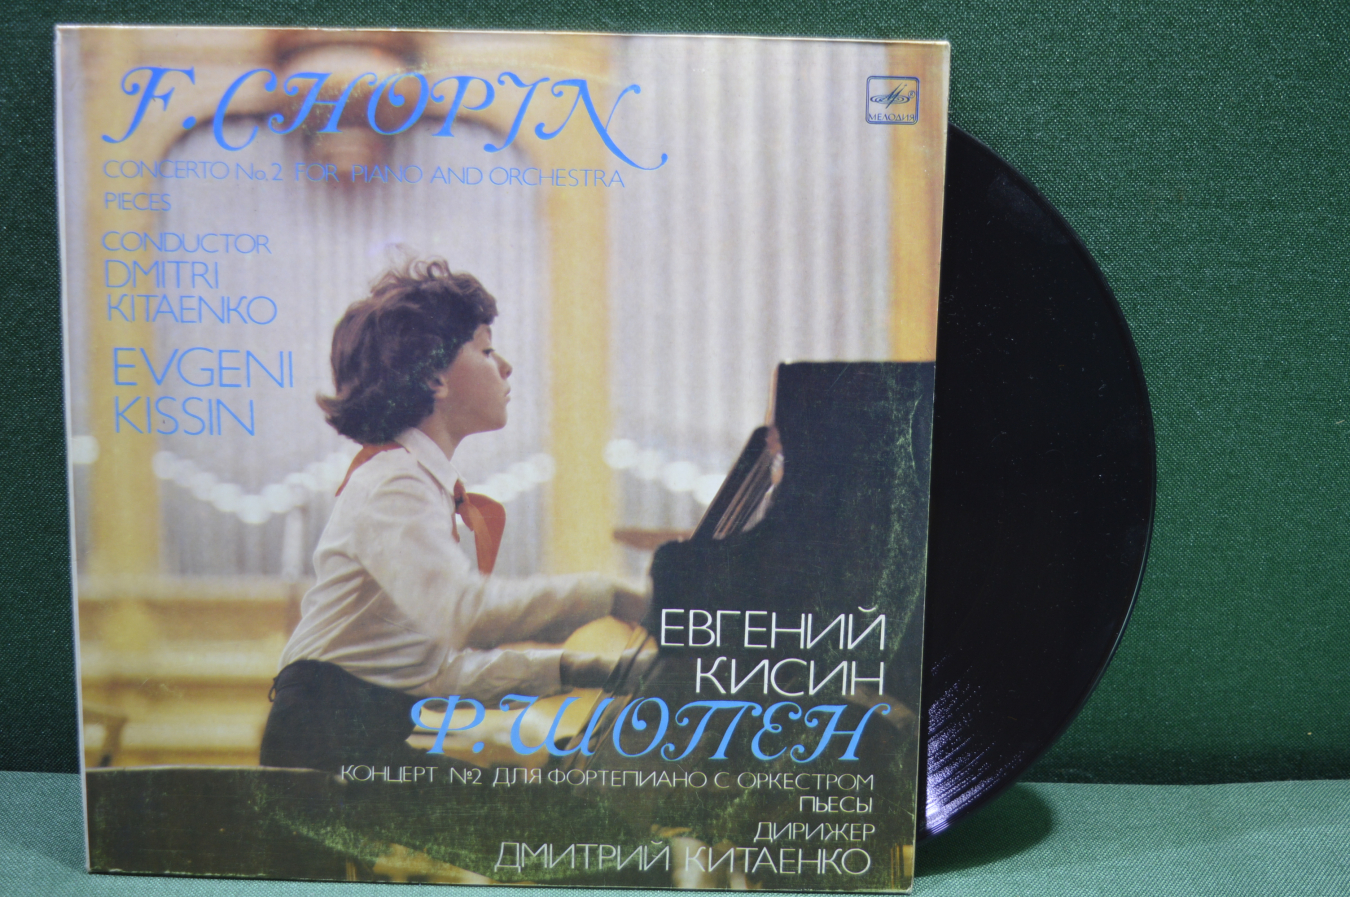 F. CHOPIN
МЕЛОДИЯ
CONCERTO No. 2 FOR PIANO AND ORCHESTRA
PIECES
CONDUCTOR
DMITRI
KITAENKO
EVGENI
KISSIN
ЕВГЕНИЙ
КИСИН
Ф. ШОПЕН
КОНЦЕРТ №2 ДЛЯ ФОРТЕПИАНО С ОРКЕСТРОМ
ПЬЕСЫ
ДИРИЖЕР
ДМИТРИЙ КИТАЕНКО